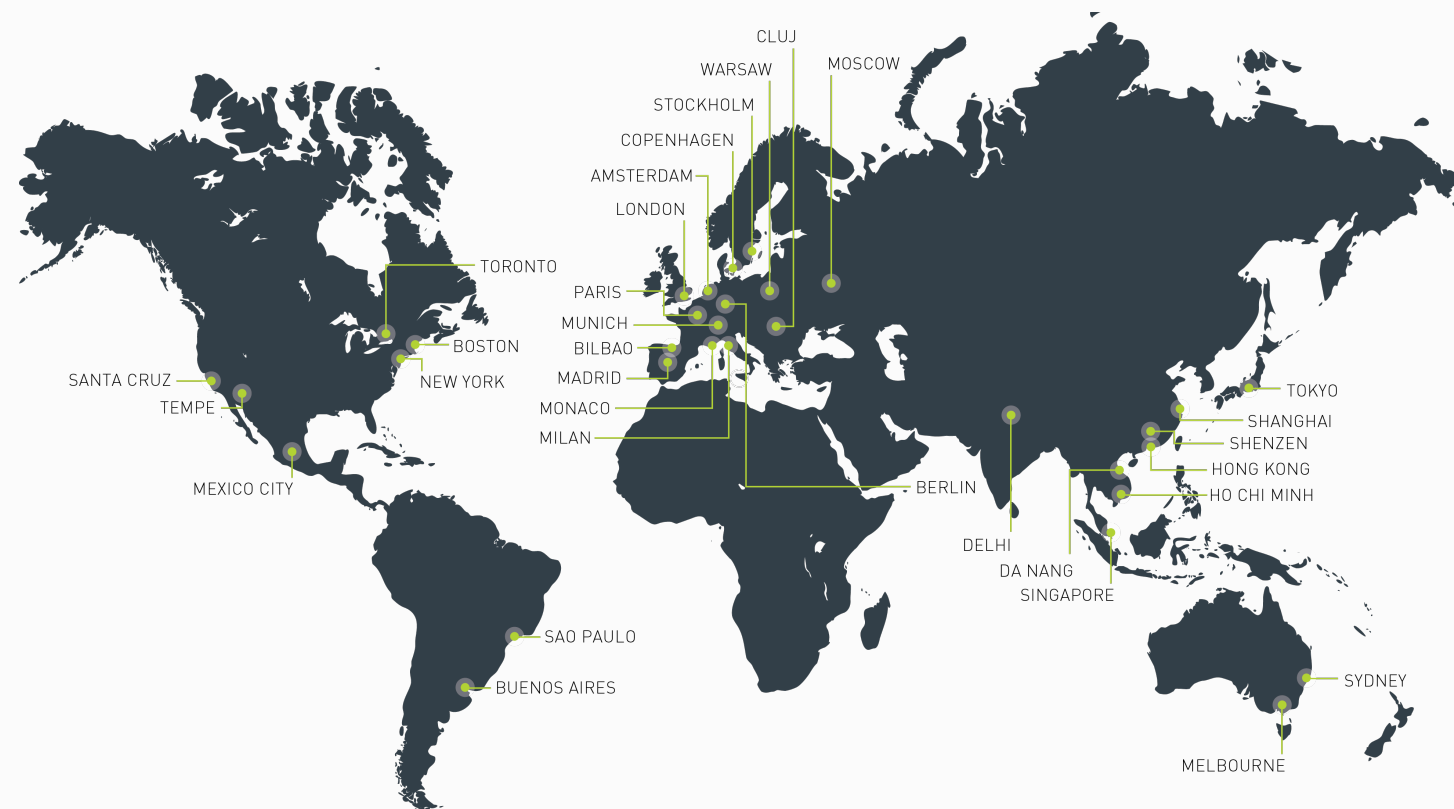 CLUJ
MOSCOW
WARSAW
STOCKHOLM
COPENHAGEN
AMSTERDAM
LONDON
TORONTO
PARIS
MUNICH
BOSTON
BILBAO
MADRID
SANTA CRUZ
NEW YORK
TEMPE
MONACO
MILAN
MEXICO CITY
BERLIN
TOKYO
SHANGHAI
SHENZEN
HONG KONG
HO CHI MINH
DELHI
DA NANG
SINGAPORE
SAO PAULO
BUENOS AIRES
SYDNEY
MELBOURNE